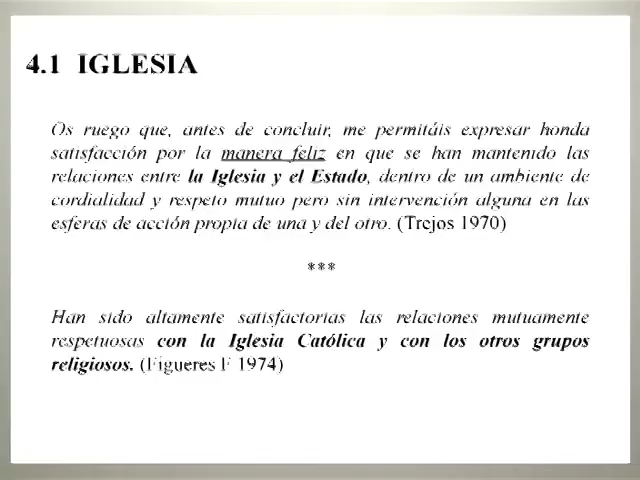 4.1 IGLESIA
Os ruego que, antes de concluir, me permitáis expresar honda
satisfacción por la manera feliz en que se han mantenido las
relaciones entre la Iglesia y el Estado, dentro de un ambiente de
cordialidad y respeto mutuo pero sin intervención alguna en las
esferas de acción propia de una y del otro. (Trejos 1970)
***
Han sido altamente satisfactorias las relaciones mutuamente
respetuosas con la Iglesia Católica y con los otros grupos
religiosos. (Figueres F 1974)